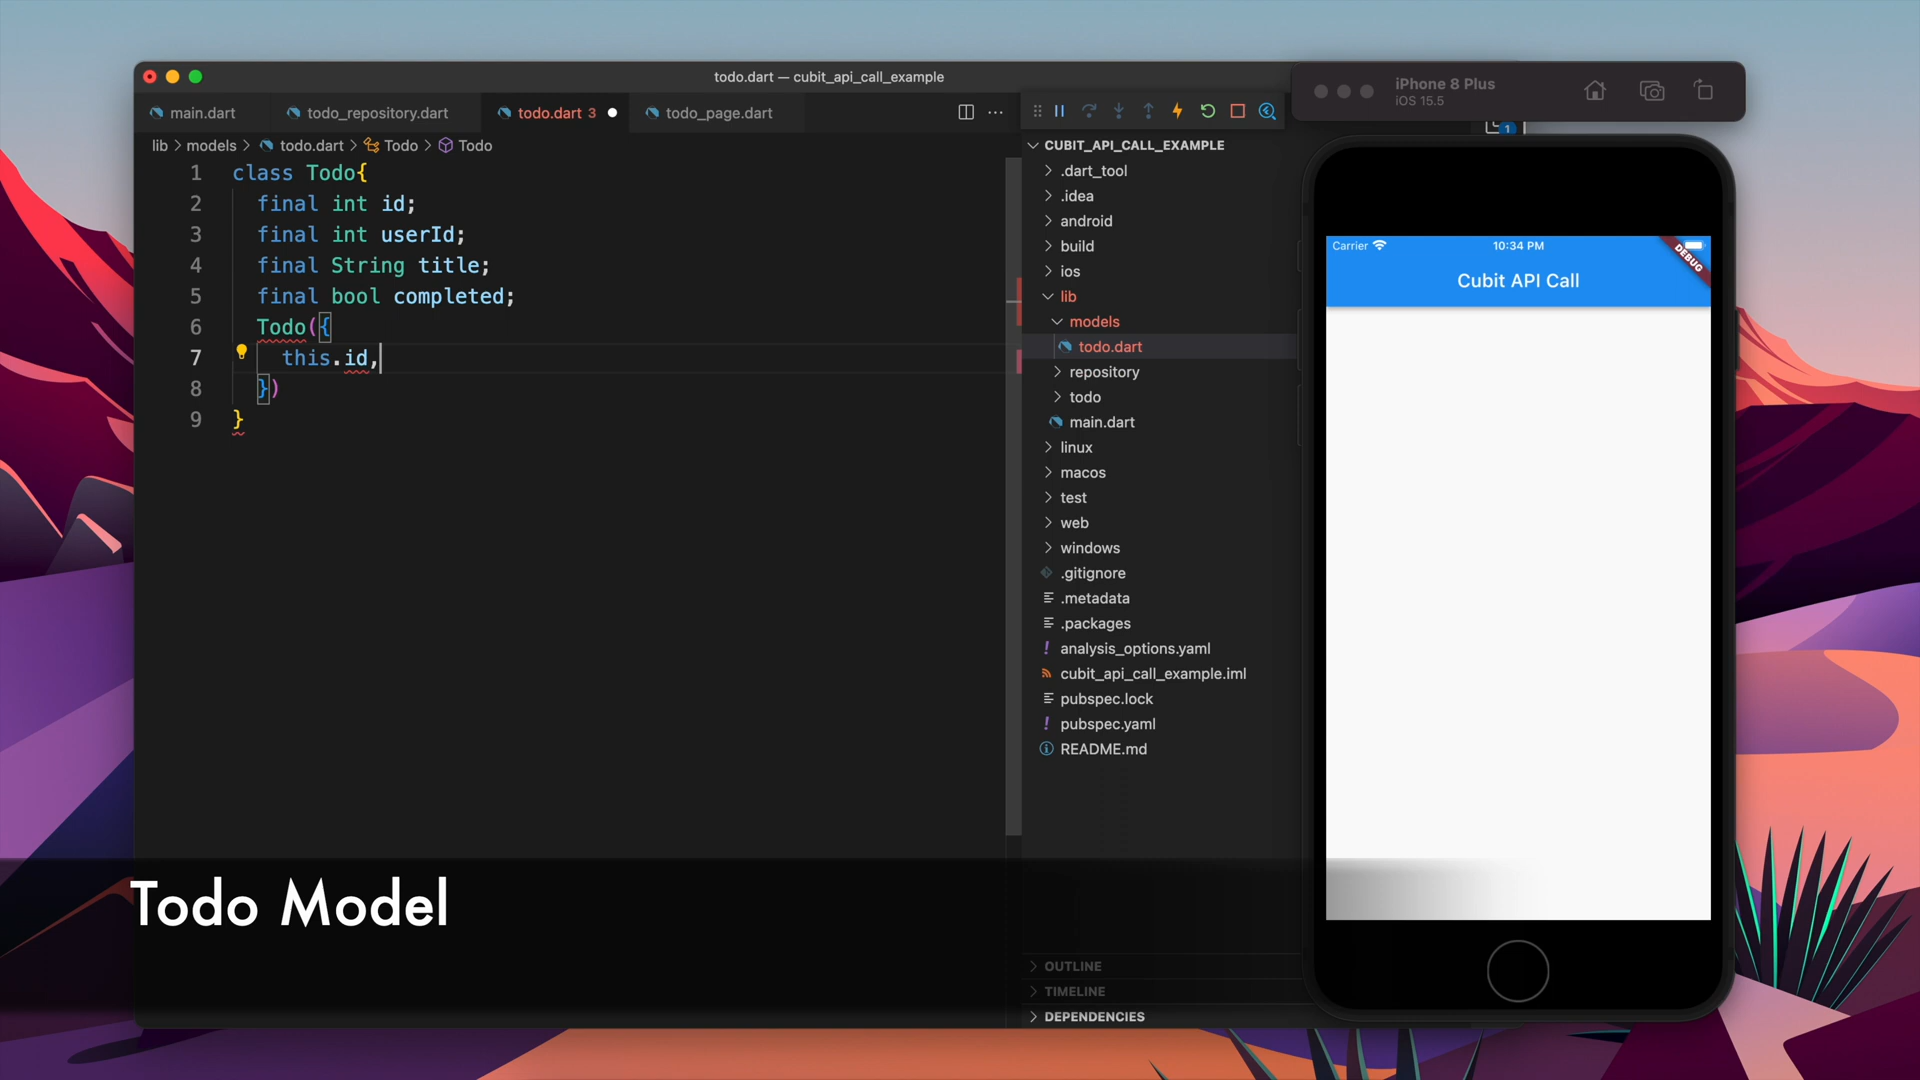 todo.dart — cubit_api_call_example
main.dart
todo_repository.dart
todo.dart 3
todo_page.dart
lib > models > todo.dart > Todo > Todo
1 class Todo{
2 final int id;
3 final int userId;
4 final String title;
5 final bool completed;
6 Todo({
7 this.id,
8 })
9 }
CUBIT_API_CALL_EXAMPLE
.dart_tool
.idea
android
build
ios
lib
models
todo.dart
repository
todo
main.dart
linux
macos
test
web
windows
.gitignore
.metadata
.packages
analysis_options.yaml
cubit_api_call_example.iml
pubspec.lock
pubspec.yaml
README.md
OUTLINE
TIMELINE
DEPENDENCIES
1
iPhone 8 Plus
iOS 15.5
Carrier
10:34 PM
DEBUG
Cubit API Call
Todo Model